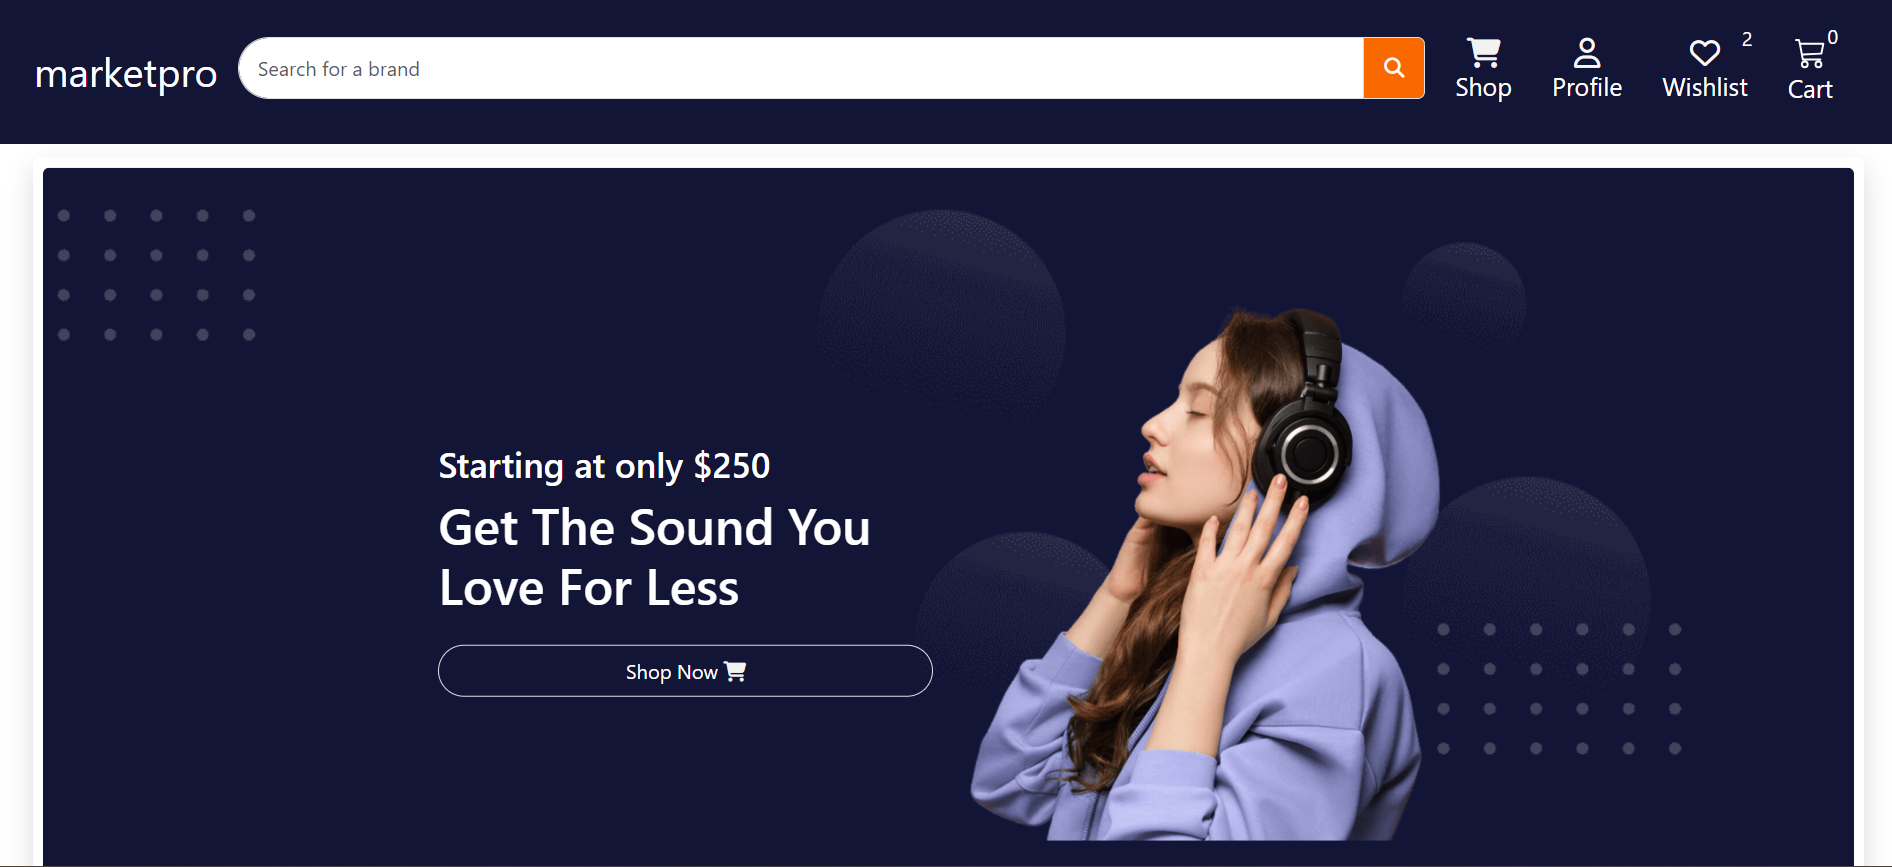 marketpro
Search for a brand
Shop
Profile
2
Wishlist
0
Cart
Starting at only $250
Get The Sound You
Love For Less
Shop Now